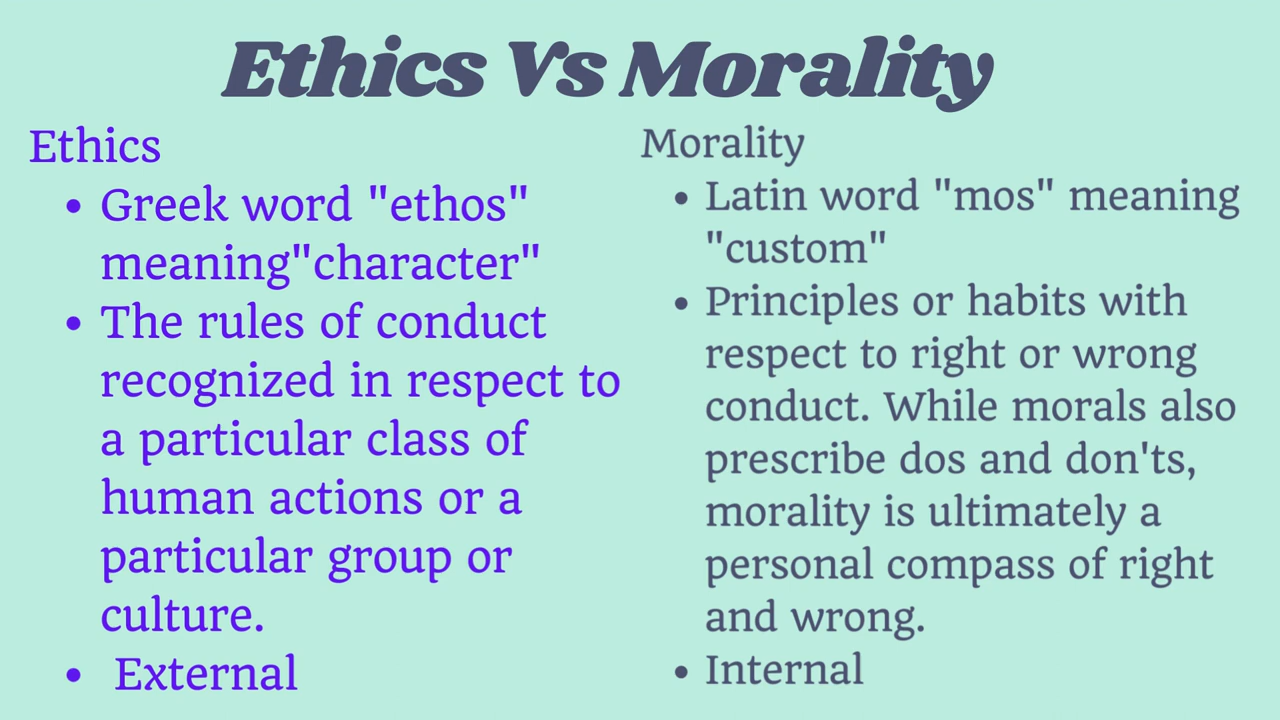 Ethics Vs Morality
Ethics
• Greek word "ethos"
meaning"character"
• The rules of conduct
recognized in respect to
a particular class of
human actions or a
particular group or
culture.
• External
Morality
• Latin word "mos" meaning
"custom"
• Principles or habits with
respect to right or wrong
conduct. While morals also
prescribe dos and don'ts,
morality is ultimately a
personal compass of right
and wrong.
• Internal